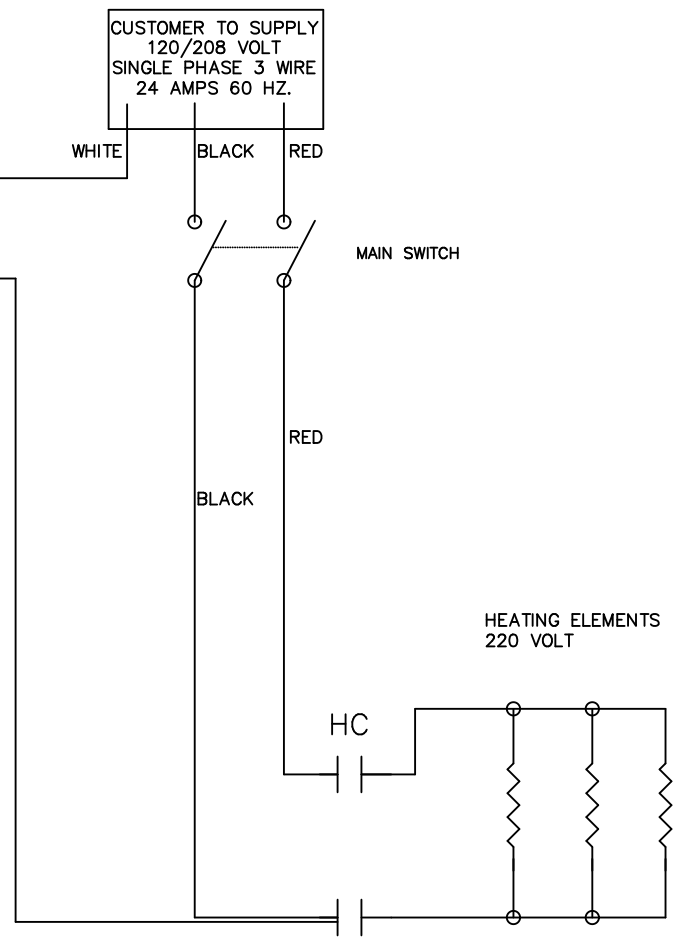 CUSTOMER TO SUPPLY
120/208 VOLT
SINGLE PHASE 3 WIRE
24 AMPS 60 HZ.
WHITE
BLACK
RED
MAIN SWITCH
RED
BLACK
HEATING ELEMENTS
220 VOLT
HC